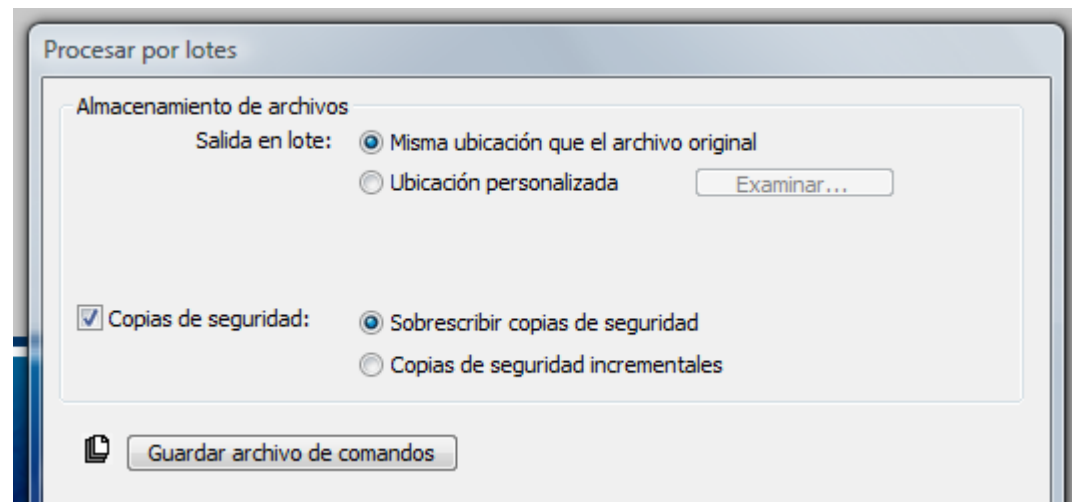 Procesar por lotes
Almacenamiento de archivos
Salida en lote: Misma ubicación que el archivo original
Ubicación personalizada Examinar...
Copias de seguridad: Sobrescribir copias de seguridad
Copias de seguridad incrementales
Guardar archivo de comandos